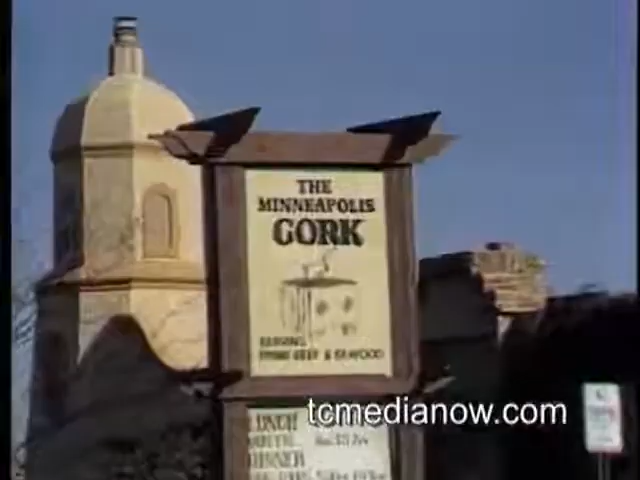 THE
MINNEAPOLIS
CORK
SERVING
PRIME BEEF & SEAFOOD
LUNCH
DINNER
tcmedianow.com